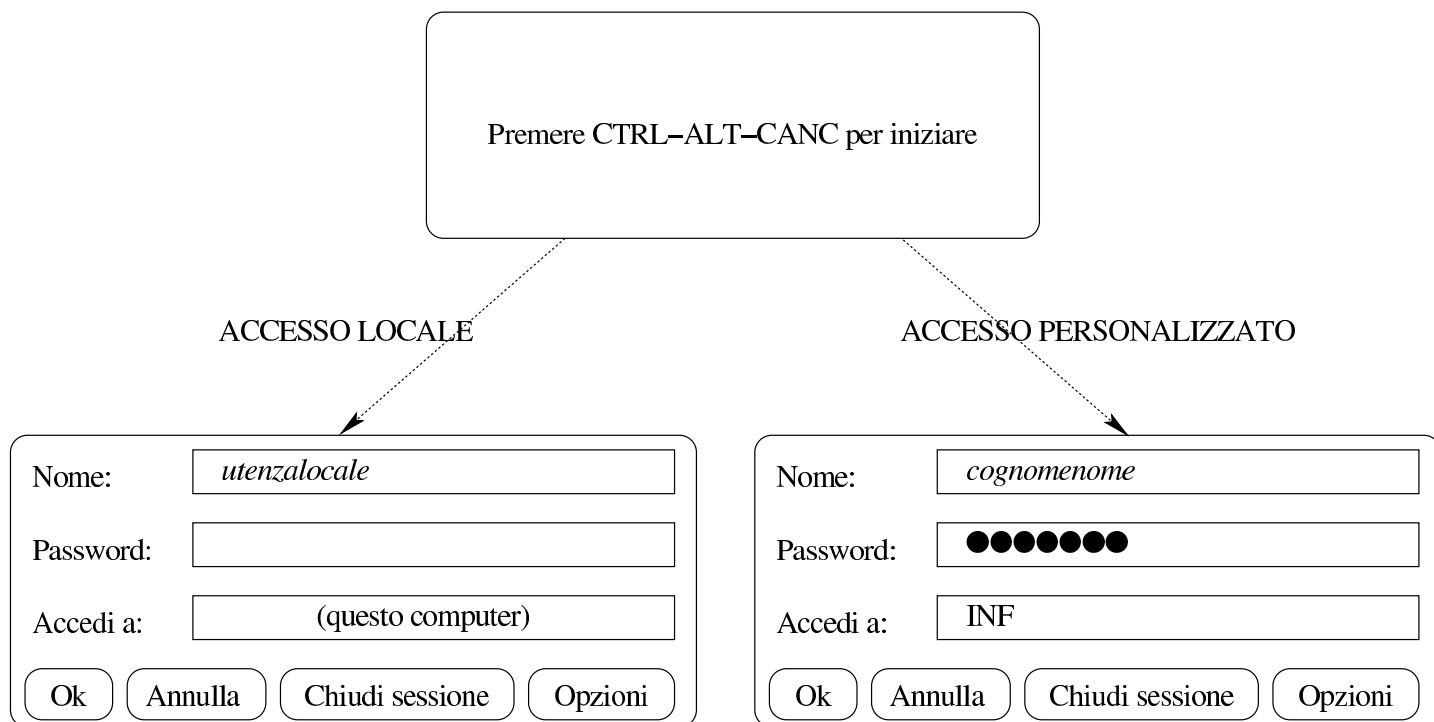 Premere CTRL–ALT–CANC per iniziare
ACCESSO LOCALE
ACCESSO PERSONALIZZATO
Nome: utenzalocale
Password:
Accedi a: (questo computer)
Ok Annulla Chiudi sessione Opzioni
Nome: cognomenome
Password: ●●●●●●●
Accedi a: INF
Ok Annulla Chiudi sessione Opzioni